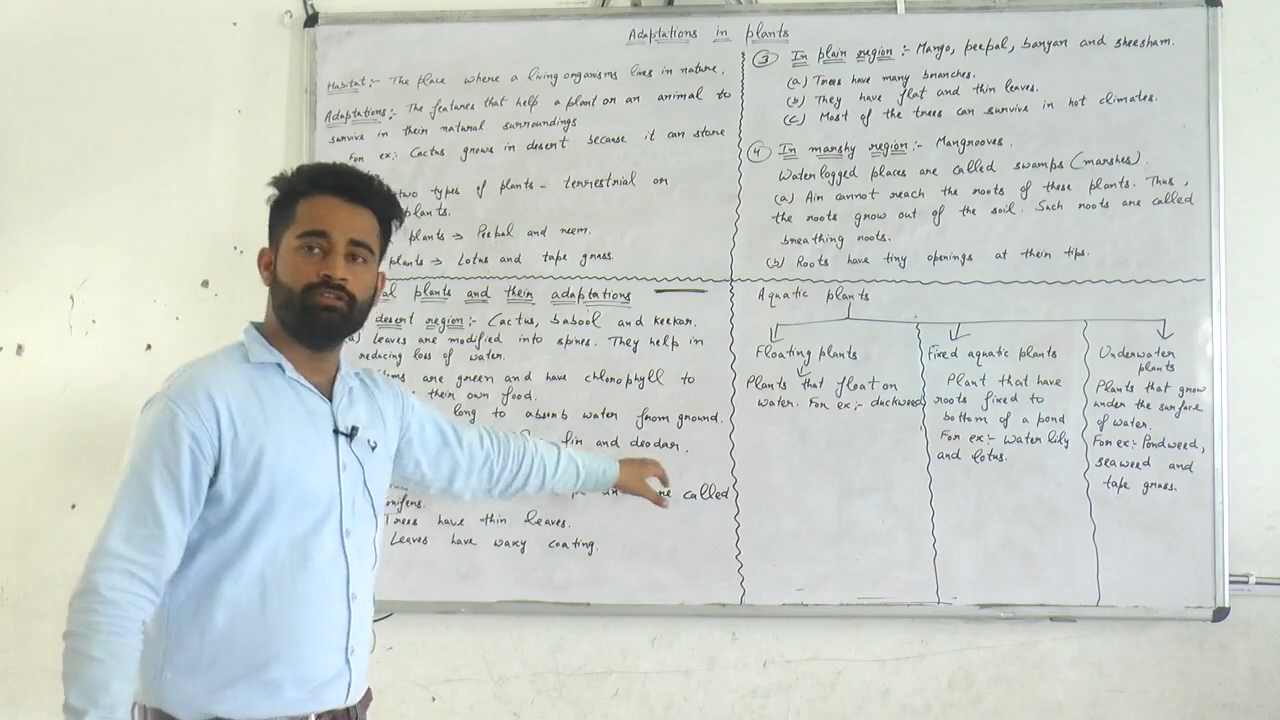 Adaptations in plants
Habitat:- The place where a living organisms lives in nature.
Adaptations:- The features that help a plant or an animal to
survive in their natural surroundings
For ex:- Cactus grows in desert because it can store
two types of plants - terrestrial or
plants.
plants → Peepal and neem.
plants → Lotus and tape grass.
al plants and their adaptations
desert region:- Cactus, babool and keekar.
a) leaves are modified into spines. They help in
reducing loss of water.
ms are green and have chlorophyll to
their own food.
long to absorb water from ground.
fir and deodar.
called
onifers.
Trees have thin leaves.
Leaves have waxy coating.
③ In plain region:- Mango, peepal, banyan and sheesham.
(a) Trees have many branches.
(b) They have flat and thin leaves.
(c) Most of the trees can survive in hot climates.
④ In marshy region:- Mangrooves.
Waterlogged places are called swamps (marshes).
(a) Air cannot reach the roots of these plants. Thus,
the roots grow out of the soil. Such roots are called
breathing roots.
(b) Roots have tiny openings at their tips.
Aquatic plants
Floating plants
Plants that float on
water. For ex:- duckweed
Fixed aquatic plants
Plant that have
roots fixed to
bottom of a pond
For ex:- Water lily
and lotus.
Underwater
plants
Plants that grow
under the surface
of water.
For ex:- Pondweed,
seaweed and
tape grass.